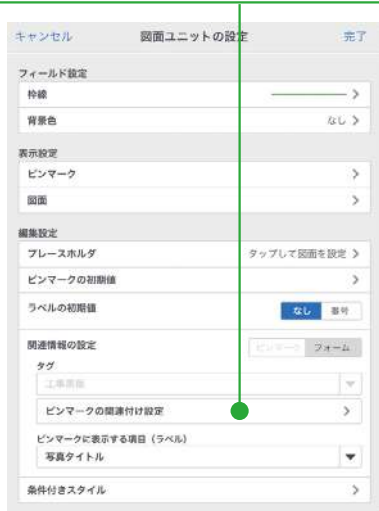 キャンセル 図面ユニットの設定 完了
フィールド設定
枠線
背景色 なし
表示設定
ピンマーク
図面
編集設定
プレースホルダ タップして図面を設定
ピンマークの初期値
ラベルの初期値 なし 番号
関連情報の設定 ピンマーク フォーム
タグ
ピンマークの関連付け設定
ピンマークに表示する項目（ラベル）
写真タイトル
条件付きスタイル